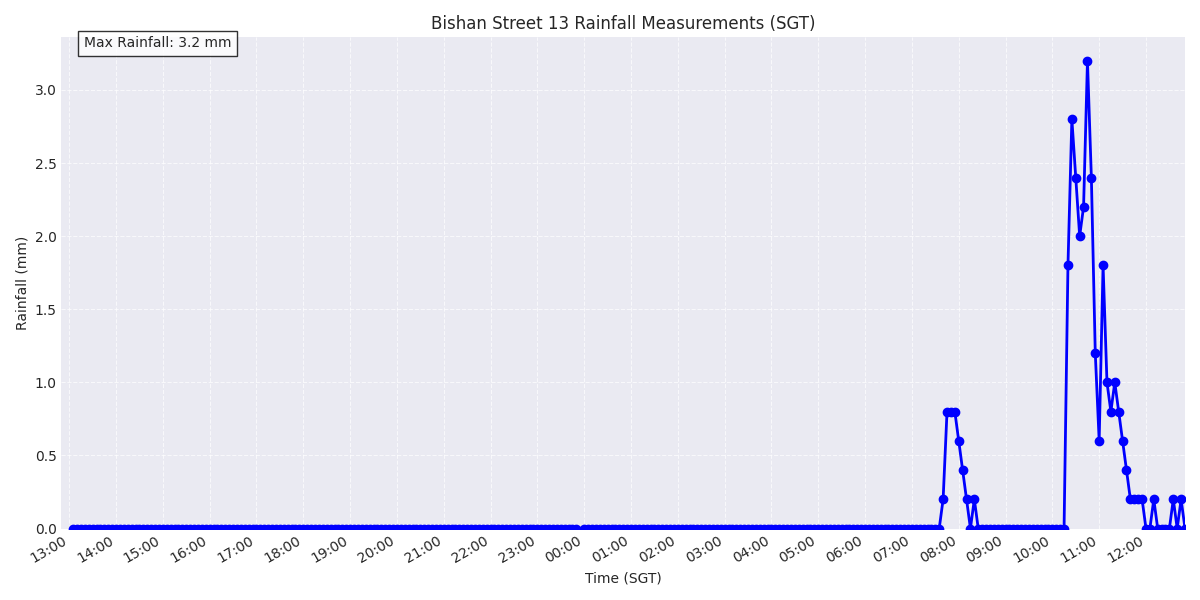 Bishan Street 13 Rainfall Measurements (SGT)
Max Rainfall: 3.2 mm
Rainfall (mm)
3.0
2.5
2.0
1.5
1.0
0.5
0.0
13:00 14:00 15:00 16:00 17:00 18:00 19:00 20:00 21:00 22:00 23:00 00:00 01:00 02:00 03:00 04:00 05:00 06:00 07:00 08:00 09:00 10:00 11:00 12:00
Time (SGT)